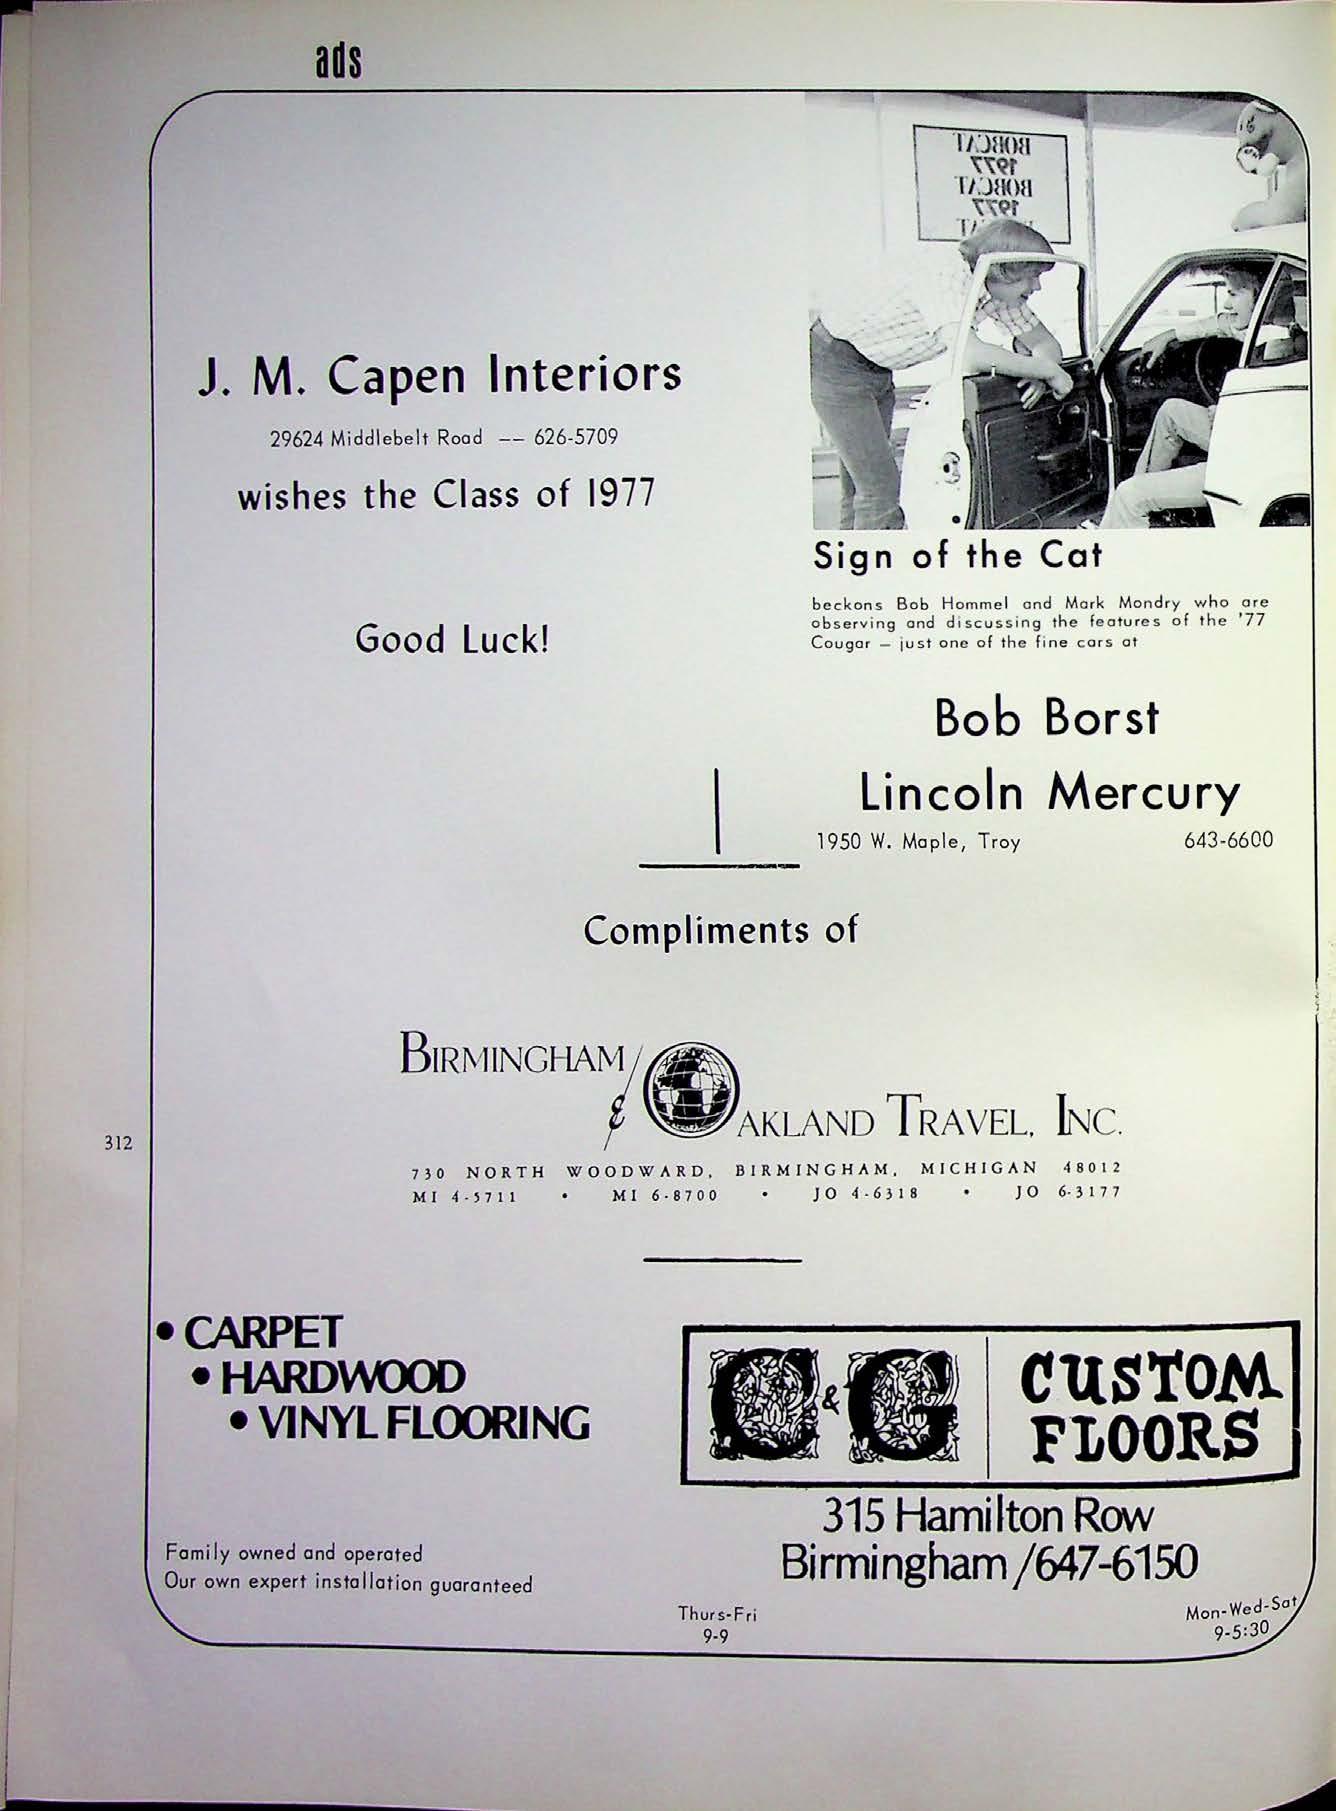 ads
J. M. Capen Interiors
29624 Middlebelt Road -- 626-5709
wishes the Class of 1977
Good Luck!
BOBCAT
1977
BOBCAT
1977
Sign of the Cat
beckons Bob Hommel and Mark Mondry who are
observing and discussing the features of the '77
Cougar – just one of the fine cars at
Bob Borst
Lincoln Mercury
1950 W. Maple, Troy 643-6600
Compliments of
BIRMINGHAM
& OAKLAND TRAVEL, INC.
730 NORTH WOODWARD, BIRMINGHAM, MICHIGAN 48012
MI 4-5711 • MI 6-8700 • JO 4-6318 • JO 6-3177
312
• CARPET
• HARDWOOD
• VINYL FLOORING
C & G CUSTOM
FLOORS
315 Hamilton Row
Birmingham/647-6150
Family owned and operated
Our own expert installation guaranteed
Thurs-Fri
9-9
Mon-Wed-Sat
9-5:30